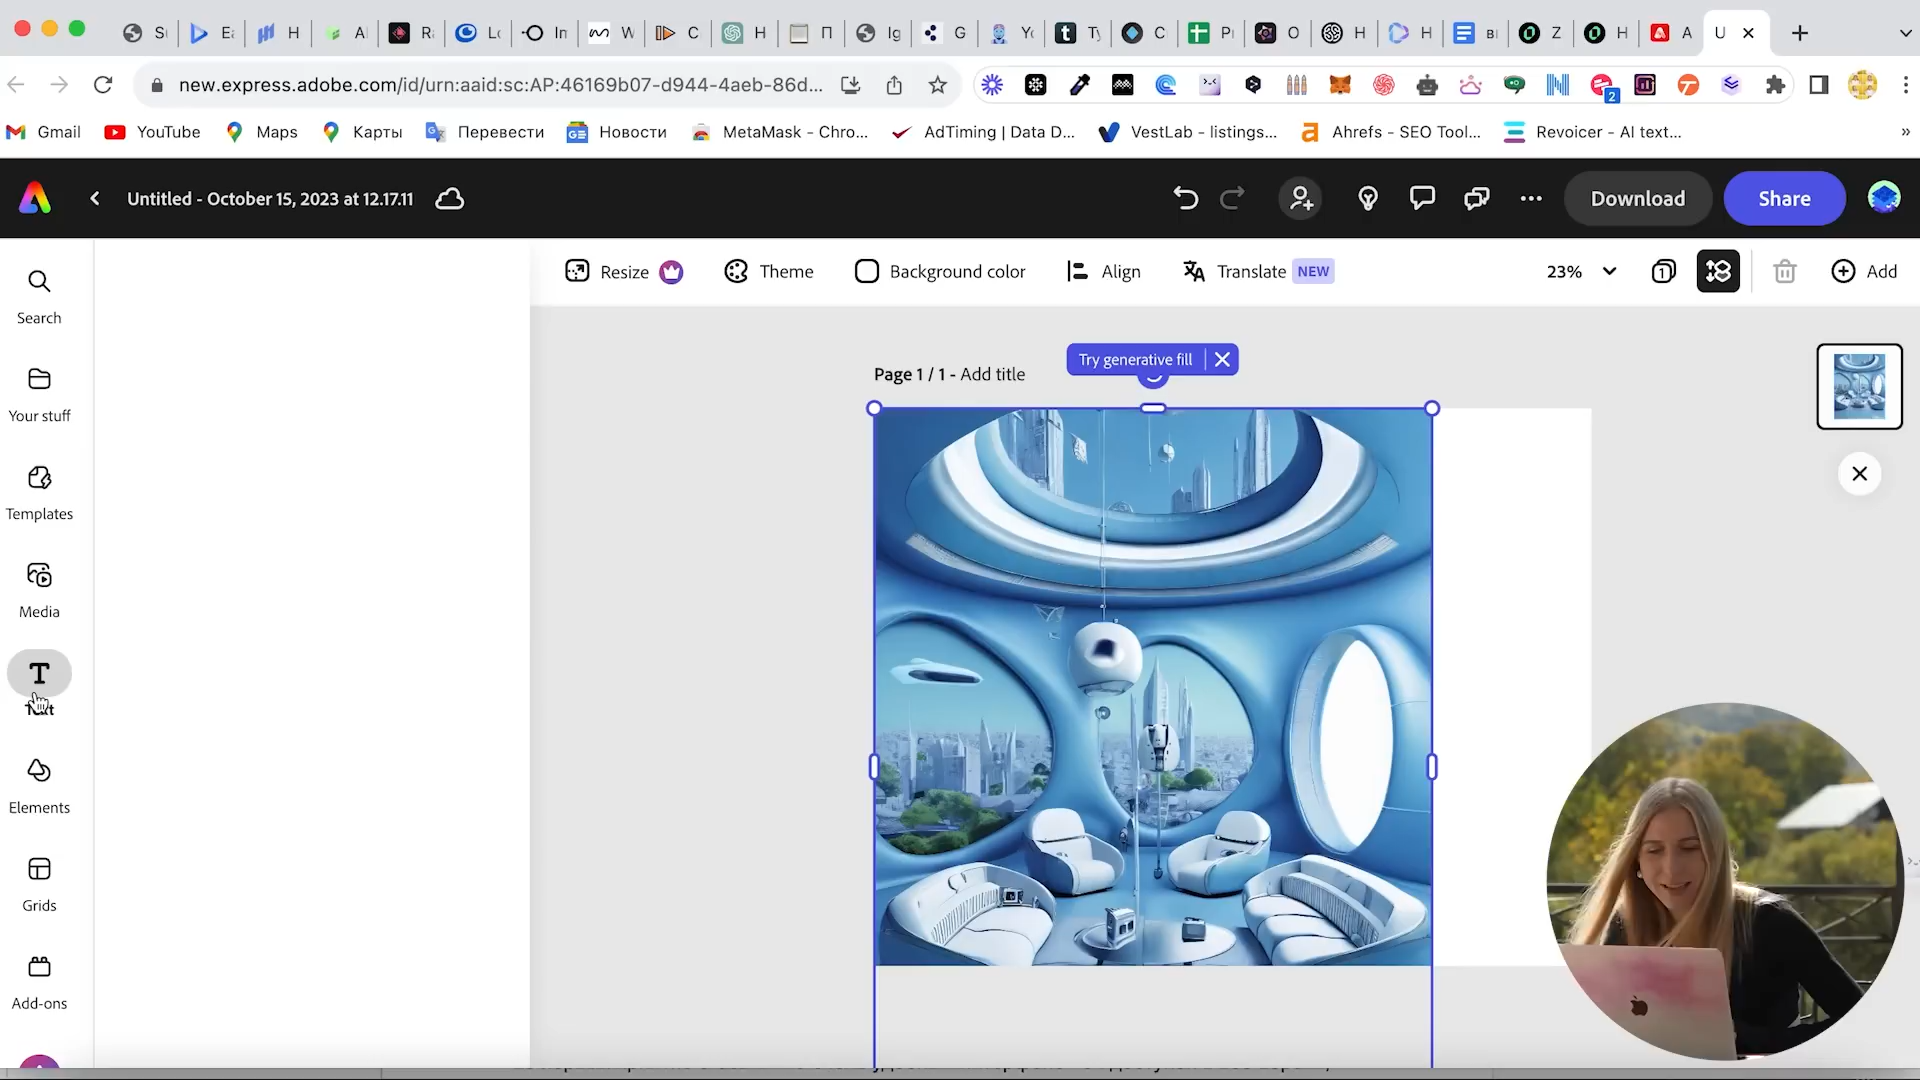 new.express.adobe.com/id/urn:aaid:sc:AP:46169b07-d944-4aeb-86d...
2
Gmail
YouTube
Maps
Карты
Перевести
Новости
MetaMask - Chro...
AdTiming | Data D...
VestLab - listings...
Ahrefs - SEO Tool...
Revoicer - AI text...
»
Untitled - October 15, 2023 at 12.17.11
Download
Share
Resize
Theme
Background color
Align
Translate NEW
23%
1
Add
Search
Your stuff
Templates
Media
Text
Elements
Grids
Add-ons
Try generative fill
Page 1 / 1 - Add title